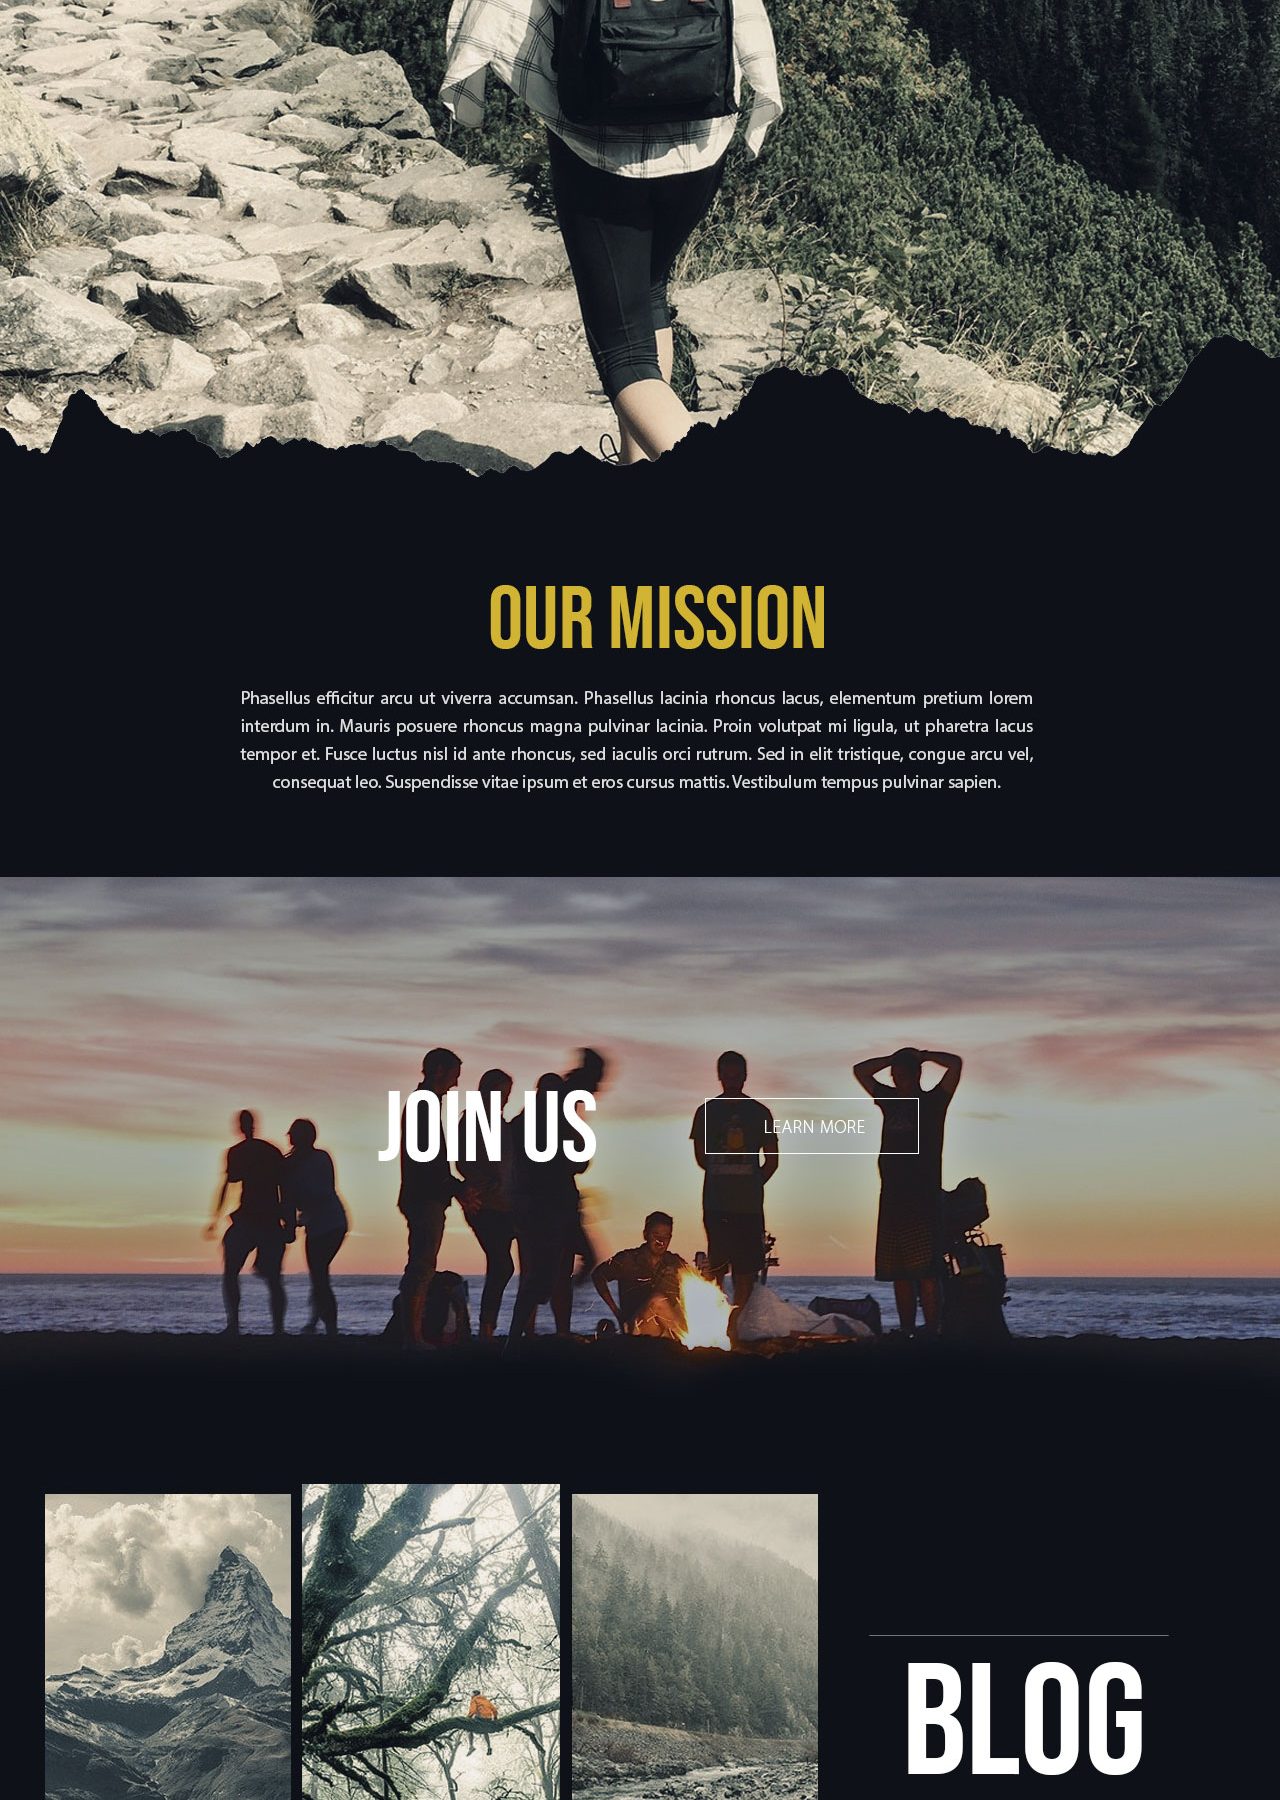 OUR MISSION
Phasellus efficitur arcu ut viverra accumsan. Phasellus lacinia rhoncus lacus, elementum pretium lorem
interdum in. Mauris posuere rhoncus magna pulvinar lacinia. Proin volutpat mi ligula, ut pharetra lacus
tempor et. Fusce luctus nisl id ante rhoncus, sed iaculis orci rutrum. Sed in elit tristique, congue arcu vel,
consequat leo. Suspendisse vitae ipsum et eros cursus mattis. Vestibulum tempus pulvinar sapien.
JOIN US
LEARN MORE
BLOG